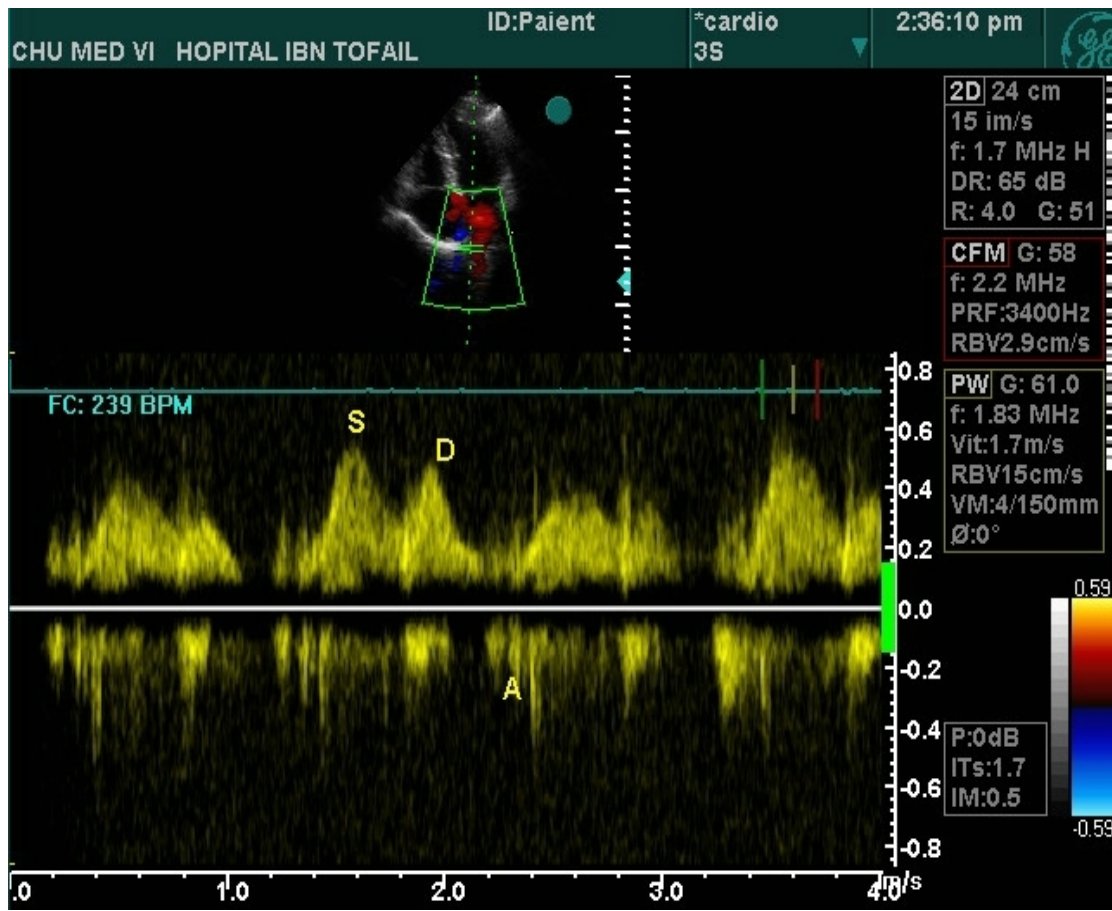 ID:Paient
*cardio
2:36:10 pm
CHU MED VI HOPITAL IBN TOFAIL
3S
GE
2D 24 cm
15 im/s
f: 1.7 MHz H
DR: 65 dB
R: 4.0 G: 51
CFM G: 58
f: 2.2 MHz
PRF:3400Hz
RBV2.9cm/s
PW G: 61.0
f: 1.83 MHz
Vit:1.7m/s
RBV15cm/s
VM:4/150mm
Ø:0°
FC: 239 BPM
S
D
A
0.8
0.6
0.4
0.2
0.0
-0.2
-0.4
-0.6
-0.8
0.59
-0.59
P:0dB
ITs:1.7
IM:0.5
.0 1.0 2.0 3.0 4.0
m/s